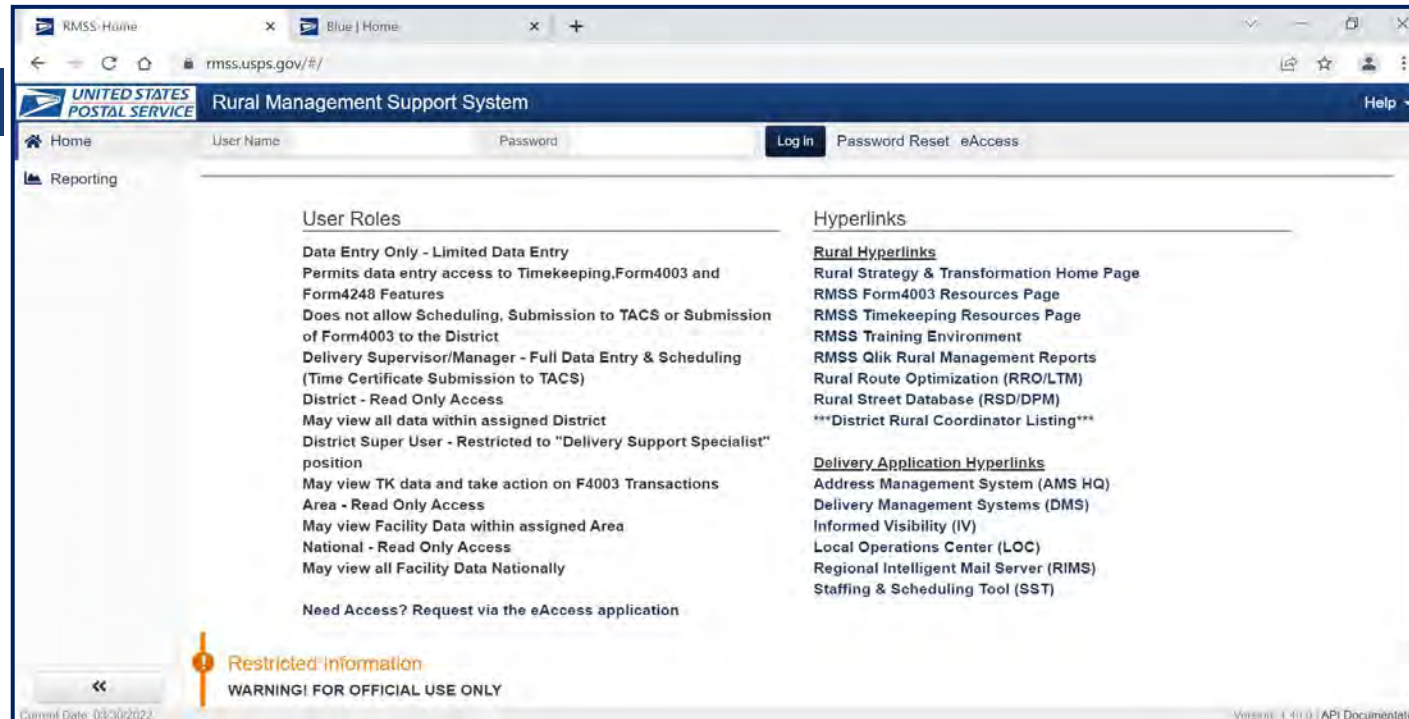 RMSS-Home
Blue | Home
rmss.usps.gov/#/
UNITED STATES
POSTAL SERVICE
Rural Management Support System
Help
Home
User Name
Password
Log In
Password Reset
eAccess
Reporting
User Roles
Data Entry Only - Limited Data Entry
Permits data entry access to Timekeeping,Form4003 and
Form4248 Features
Does not allow Scheduling, Submission to TACS or Submission
of Form4003 to the District
Delivery Supervisor/Manager - Full Data Entry & Scheduling
(Time Certificate Submission to TACS)
District - Read Only Access
May view all data within assigned District
District Super User - Restricted to "Delivery Support Specialist"
position
May view TK data and take action on F4003 Transactions
Area - Read Only Access
May view Facility Data within assigned Area
National - Read Only Access
May view all Facility Data Nationally
Need Access? Request via the eAccess application
Hyperlinks
Rural Hyperlinks
Rural Strategy & Transformation Home Page
RMSS Form4003 Resources Page
RMSS Timekeeping Resources Page
RMSS Training Environment
RMSS Qlik Rural Management Reports
Rural Route Optimization (RRO/LTM)
Rural Street Database (RSD/DPM)
***District Rural Coordinator Listing***
Delivery Application Hyperlinks
Address Management System (AMS HQ)
Delivery Management Systems (DMS)
Informed Visibility (IV)
Local Operations Center (LOC)
Regional Intelligent Mail Server (RIMS)
Staffing & Scheduling Tool (SST)
Restricted Information
WARNING! FOR OFFICIAL USE ONLY
Current Date: 03/30/2022
Version: 1.40.0 | API Documentat